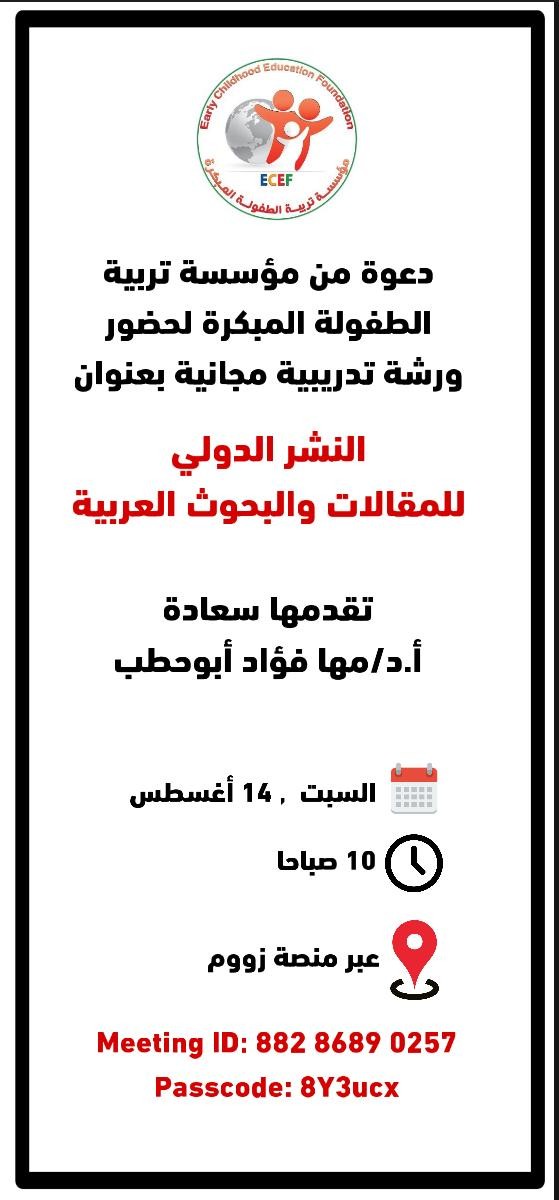 Early Childhood Education Foundation
ECEF
مؤسسة تربية الطفولة المبكرة
دعوة من مؤسسة تربية
الطفولة المبكرة لحضور
ورشة تدريبية مجانية بعنوان
النشر الدولي
للمقالات والبحوث العربية
تقدمها سعادة
أ.د/مها فؤاد أبوحطب
السبت , 14 أغسطس
10 صباحا
عبر منصة زووم
Meeting ID: 882 8689 0257
Passcode: 8Y3ucx